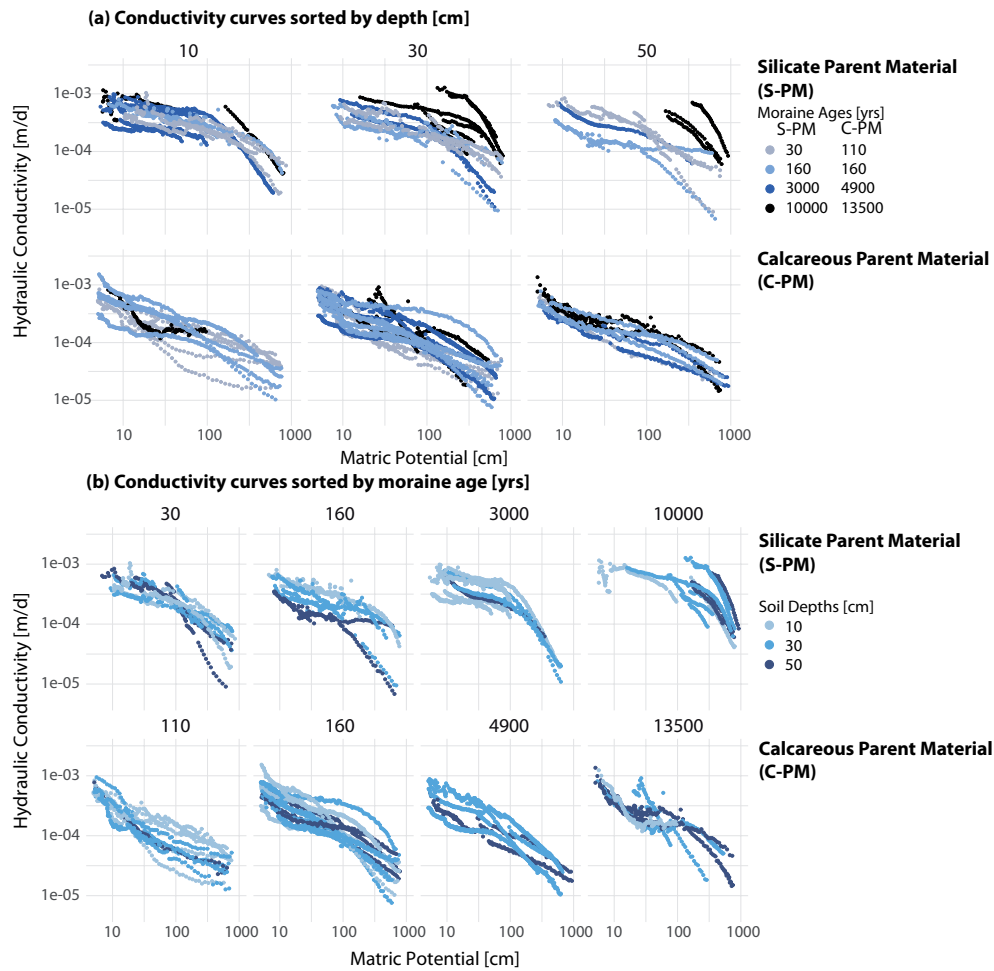 (a) Conductivity curves sorted by depth [cm]
10 30 50
Silicate Parent Material
(S-PM)
Moraine Ages [yrs]
S-PM C-PM
30 110
160 160
3000 4900
10000 13500
1e-03
1e-04
1e-05
Calcareous Parent Material
(C-PM)
1e-03
1e-04
1e-05
Hydraulic Conductivity [m/d]
10 100 1000 10 100 1000 10 100 1000
Matric Potential [cm]
(b) Conductivity curves sorted by moraine age [yrs]
30 160 3000 10000
Silicate Parent Material
(S-PM)
Soil Depths [cm]
10
30
50
1e-03
1e-04
1e-05
110 160 4900 13500
Calcareous Parent Material
(C-PM)
1e-03
1e-04
1e-05
Hydraulic Conductivity [m/d]
10 100 1000 10 100 1000 10 100 1000 10 100 1000
Matric Potential [cm]